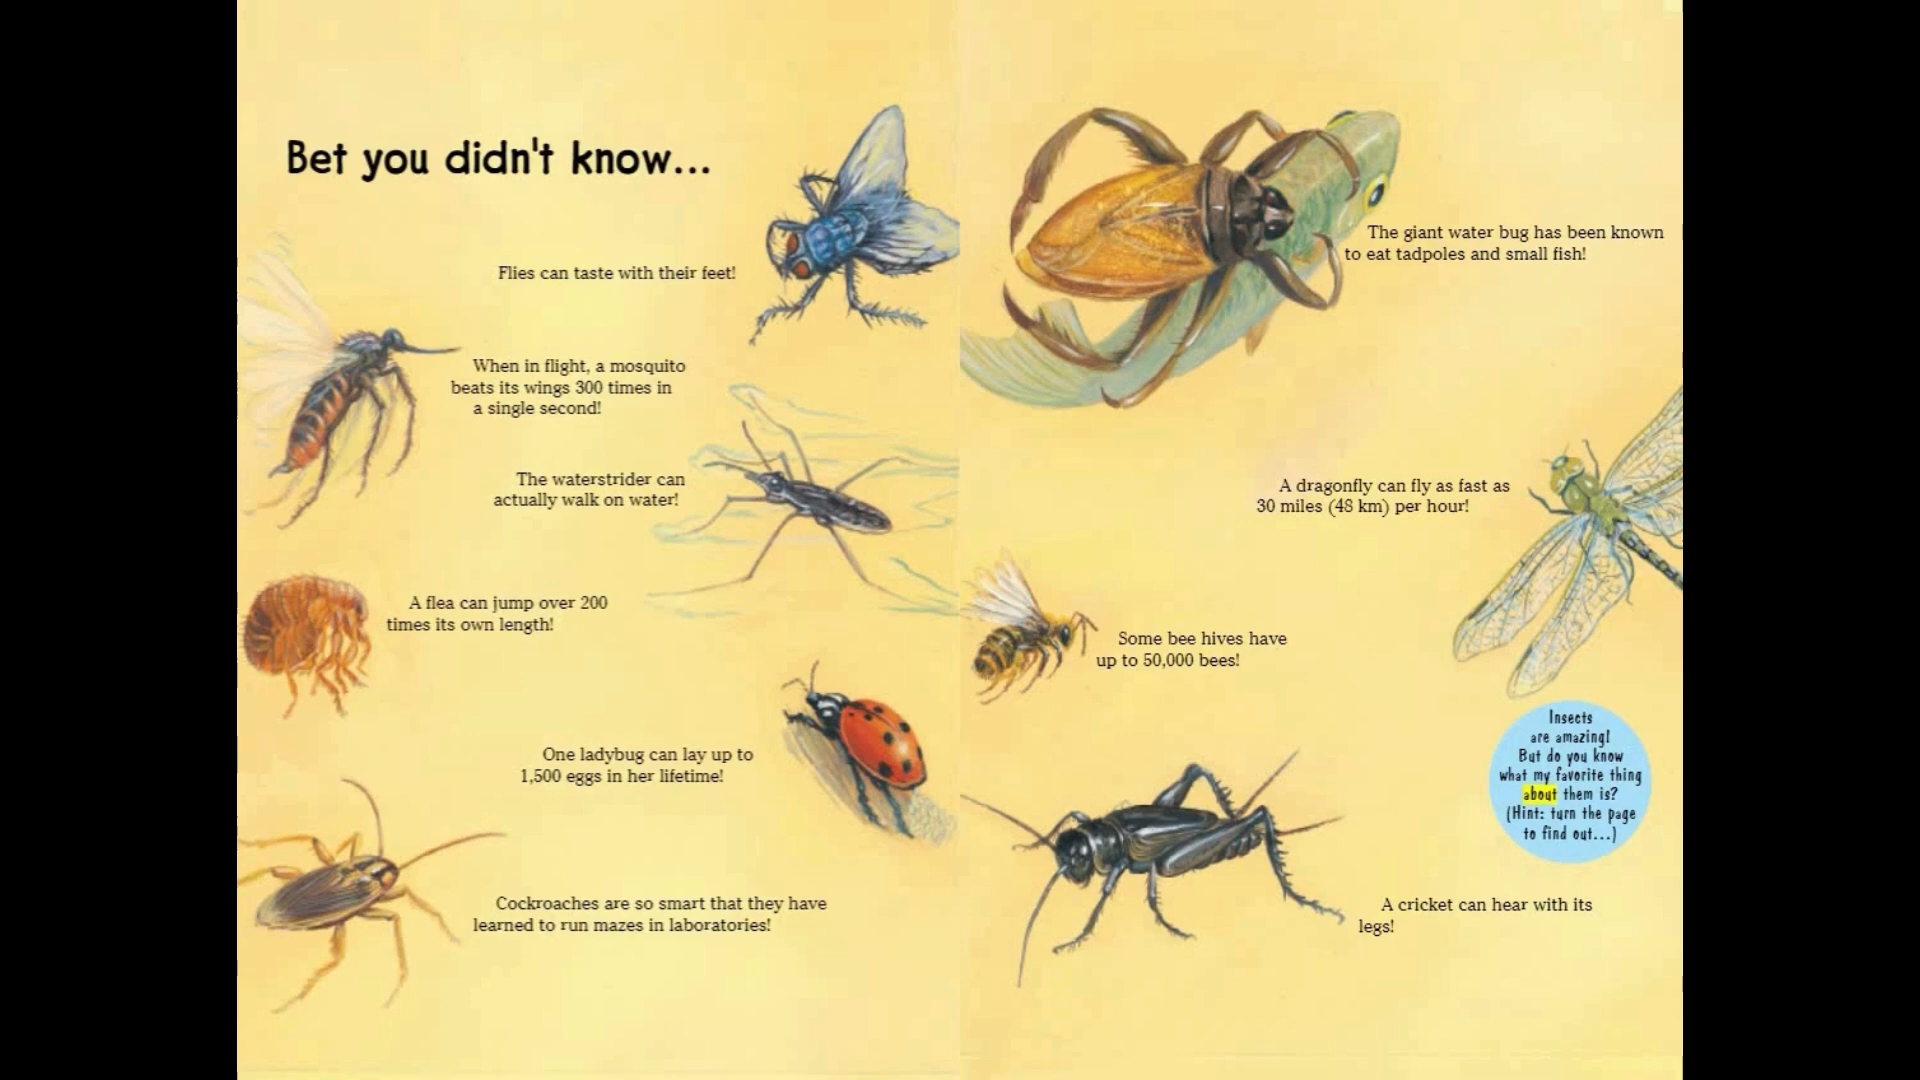 Bet you didn't know...
Flies can taste with their feet!
When in flight, a mosquito
beats its wings 300 times in
a single second!
The waterstrider can
actually walk on water!
A flea can jump over 200
times its own length!
One ladybug can lay up to
1,500 eggs in her lifetime!
Cockroaches are so smart that they have
learned to run mazes in laboratories!
The giant water bug has been known
to eat tadpoles and small fish!
A dragonfly can fly as fast as
30 miles (48 km) per hour!
Some bee hives have
up to 50,000 bees!
Insects
are amazing!
But do you know
what my favorite thing
about them is?
(Hint: turn the page
to find out...)
A cricket can hear with its
legs!